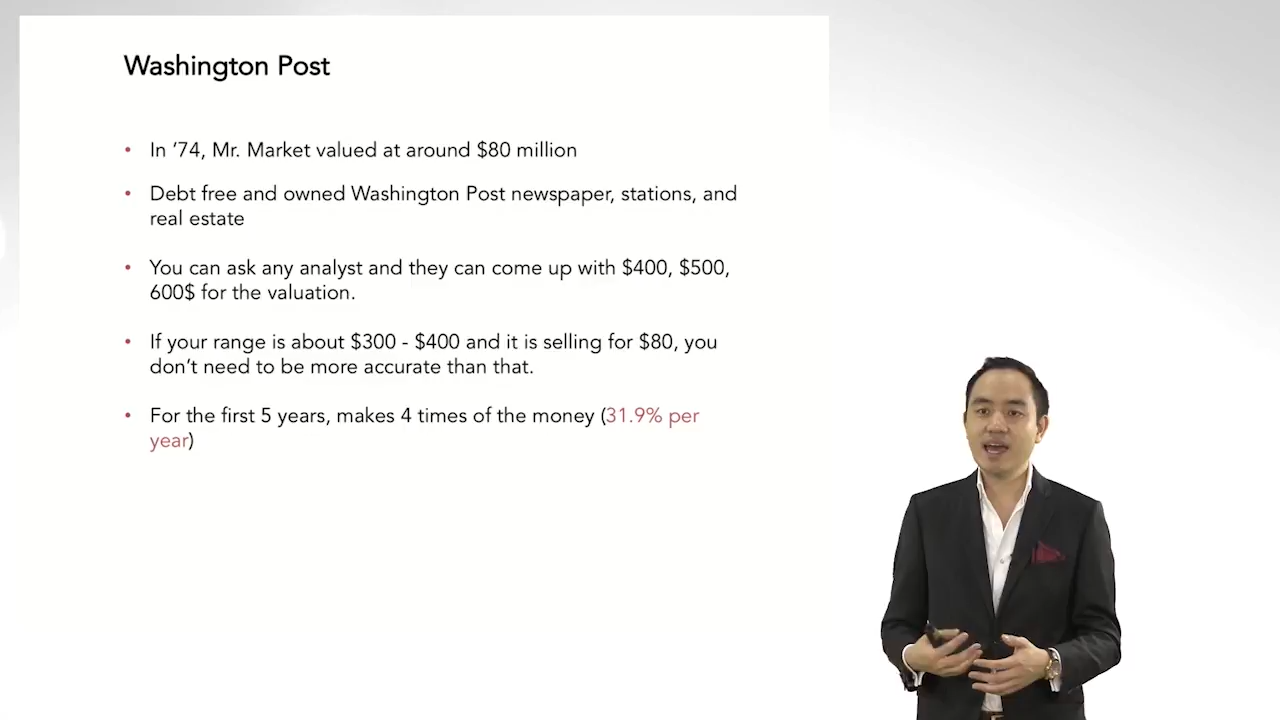 Washington Post
• In ‘74, Mr. Market valued at around $80 million
• Debt free and owned Washington Post newspaper, stations, and
real estate
• You can ask any analyst and they can come up with $400, $500,
600$ for the valuation.
• If your range is about $300 - $400 and it is selling for $80, you
don’t need to be more accurate than that.
• For the first 5 years, makes 4 times of the money (31.9% per
year)